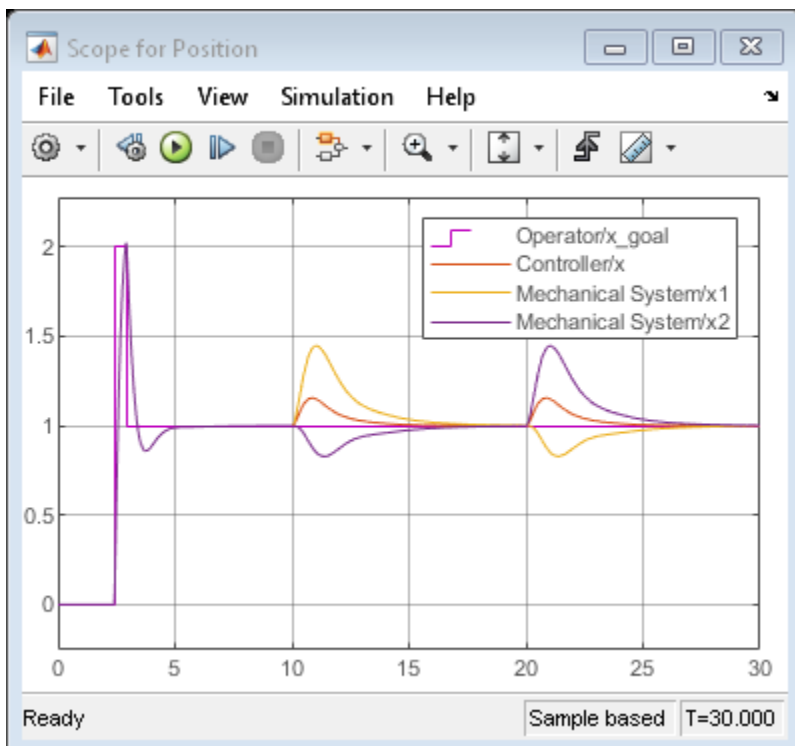 Scope for Position
File Tools View Simulation Help
Operator/x_goal
Controller/x
Mechanical System/x1
Mechanical System/x2
2
1.5
1
0.5
0
0 5 10 15 20 25 30
Ready Sample based T=30.000